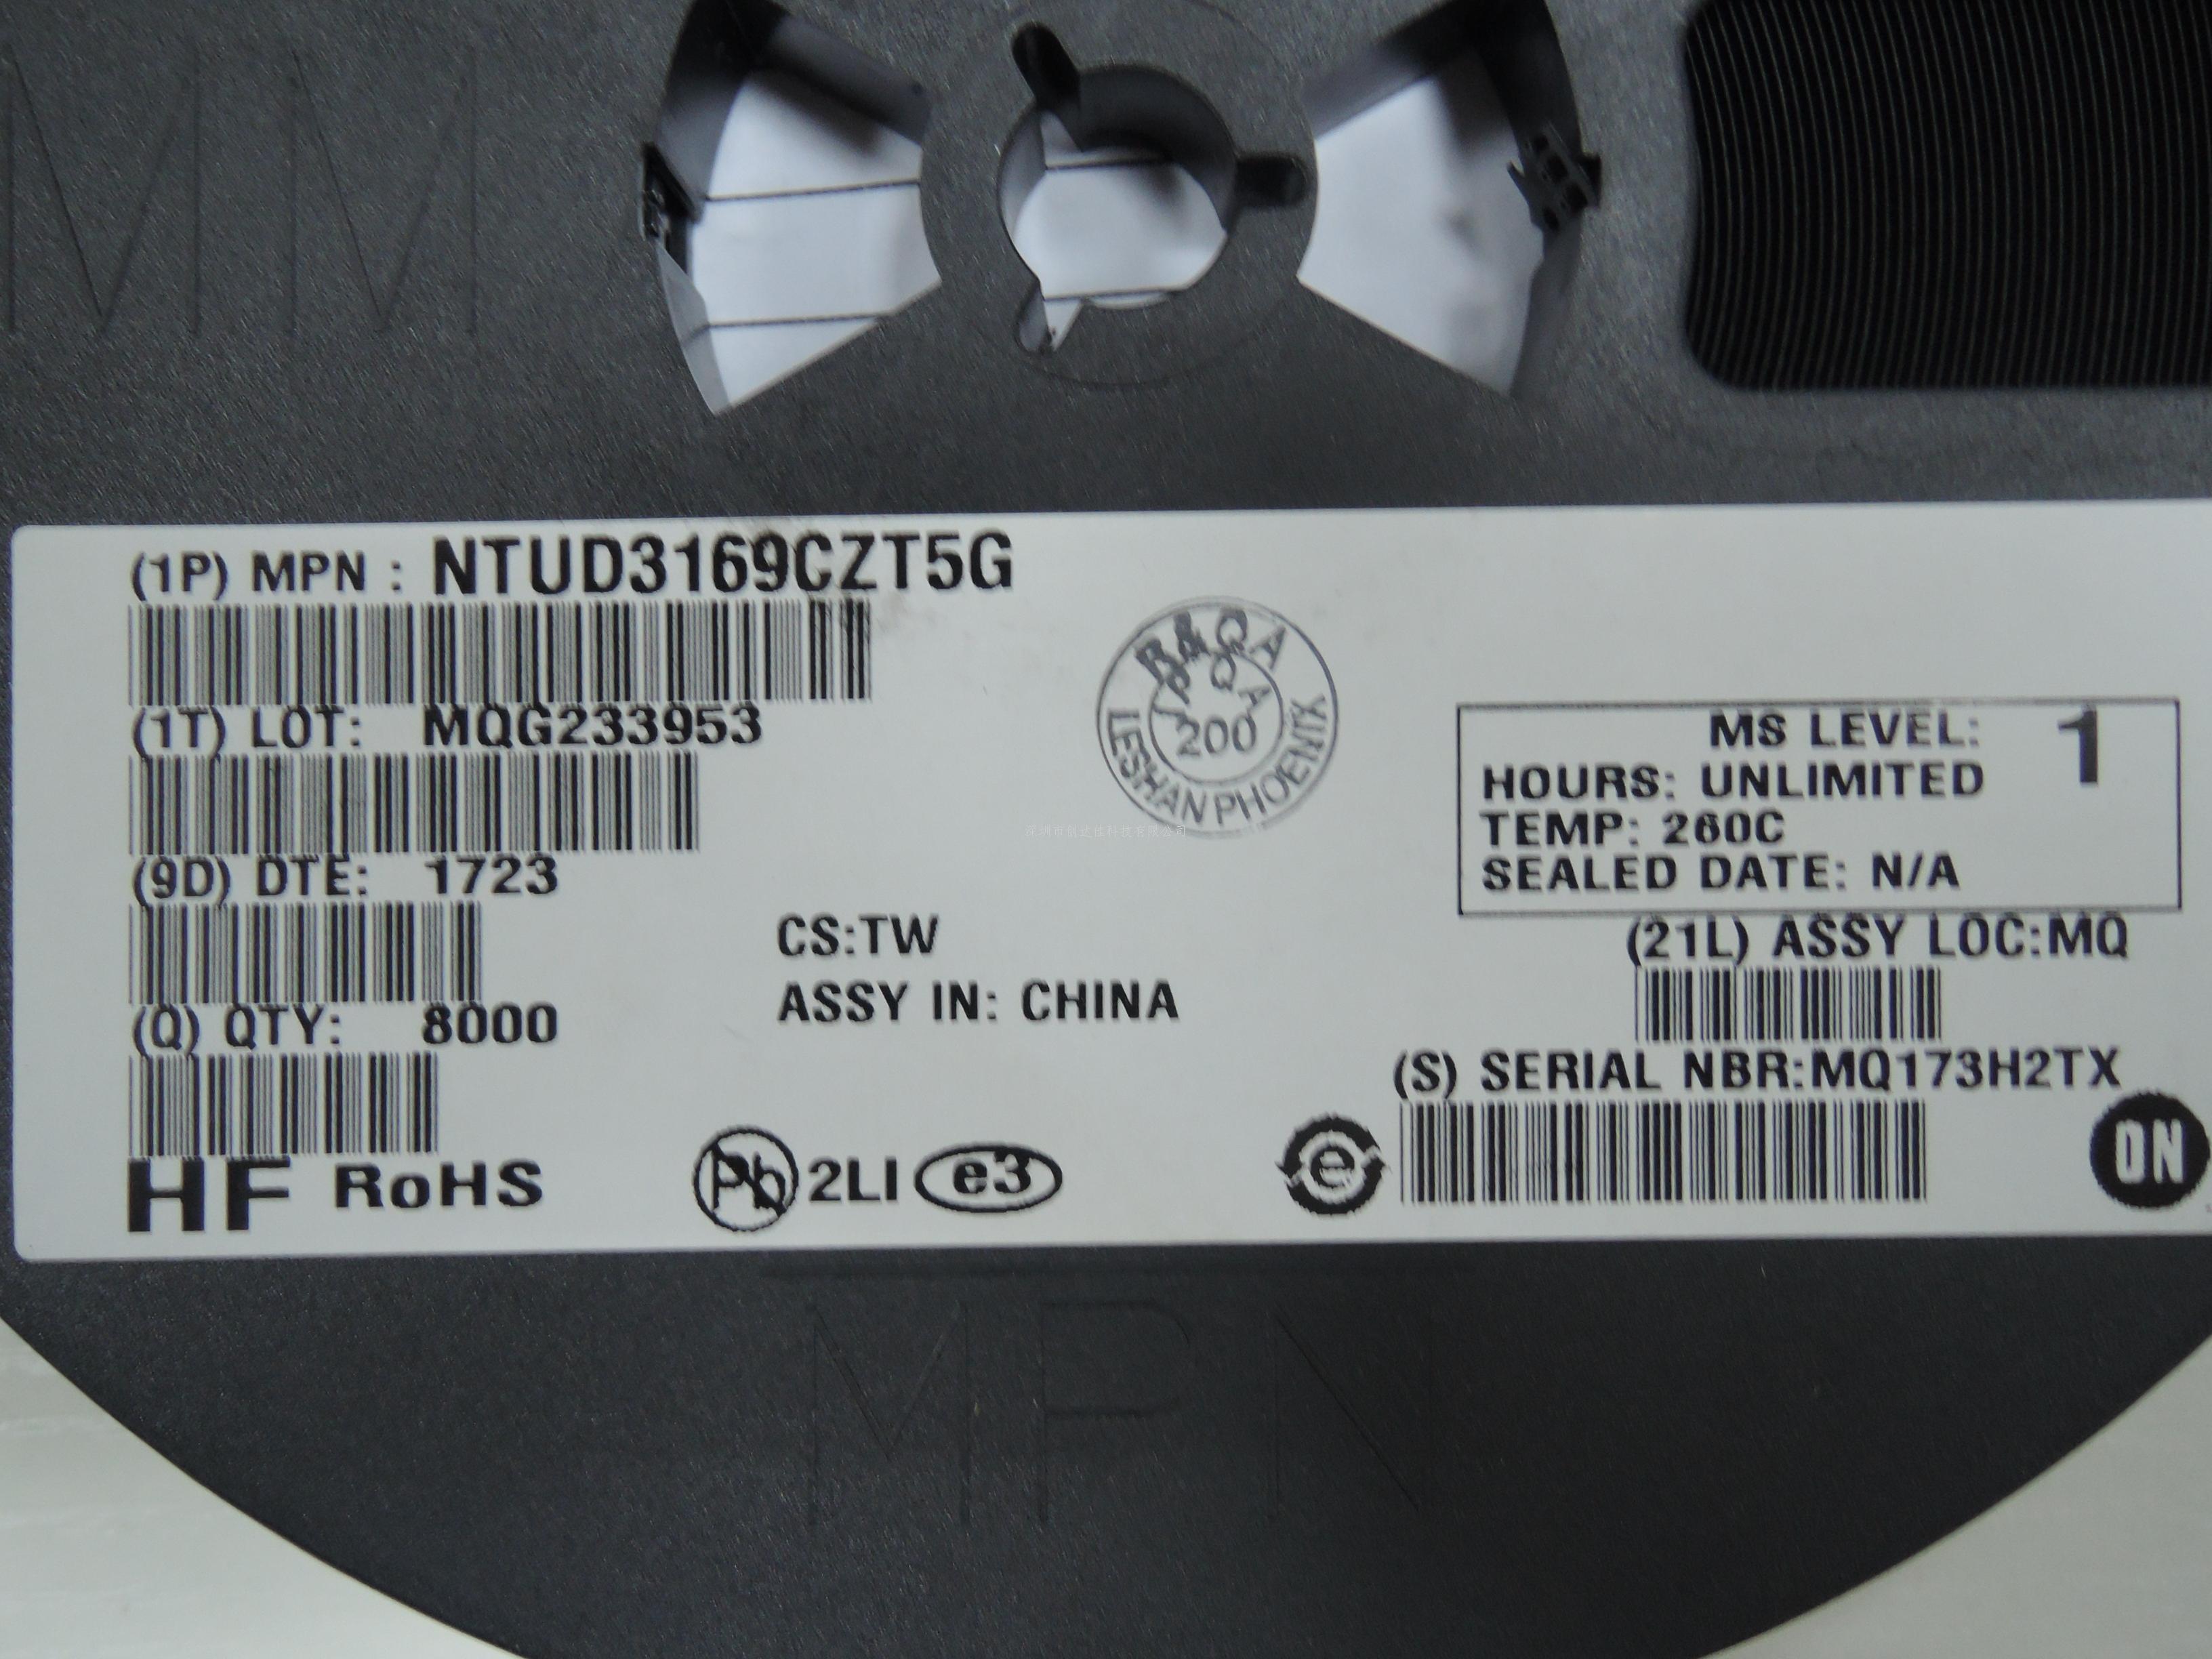 MM
(1P) MPN : NTUD3169CZT5G
(1T) LOT: MQG233953
(9D) DTE: 1723
(Q) QTY: 8000
HF RoHS
CS:TW
ASSY IN: CHINA
Pb 2LI e3
QA
200
LESHAN PHOENIX
MS LEVEL: 1
HOURS: UNLIMITED
TEMP: 260C
SEALED DATE: N/A
(21L) ASSY LOC:MQ
(S) SERIAL NBR:MQ173H2TX
e
ON
MPN